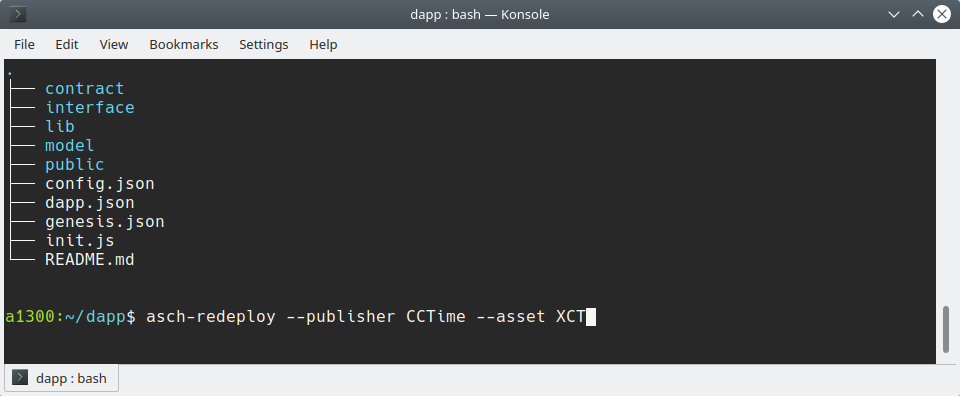 dapp : bash — Konsole
File Edit View Bookmarks Settings Help
.
├── contract
├── interface
├── lib
├── model
├── public
├── config.json
├── dapp.json
├── genesis.json
├── init.js
└── README.md
a1300:~/dapp$ asch-redeploy --publisher CCTime --asset XCT
dapp : bash